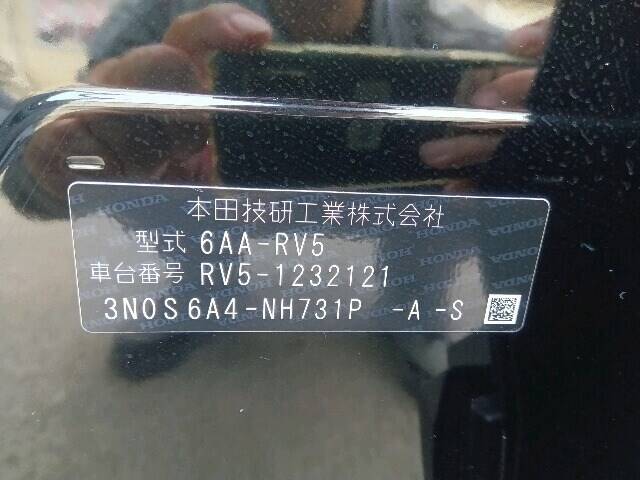 本田技研工業株式会社
型式 6AA-RV5
車台番号 RV5-1232121
3N0S6A4-NH731P -A-S